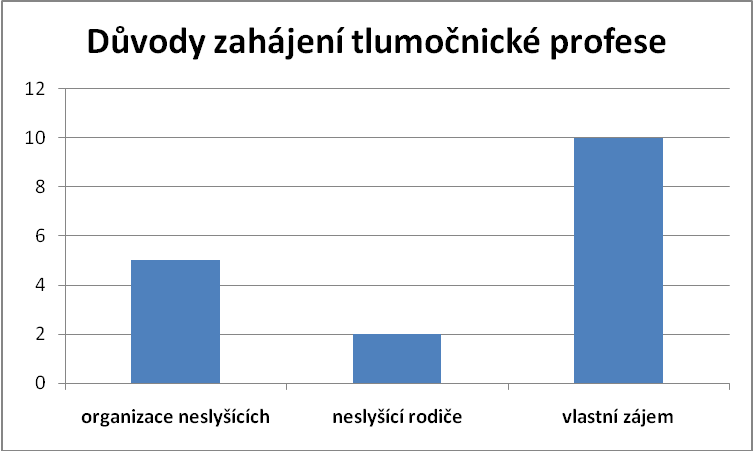 Důvody zahájení tlumočnické profese
12
10
8
6
4
2
0
organizace neslyšících
neslyšící rodiče
vlastní zájem